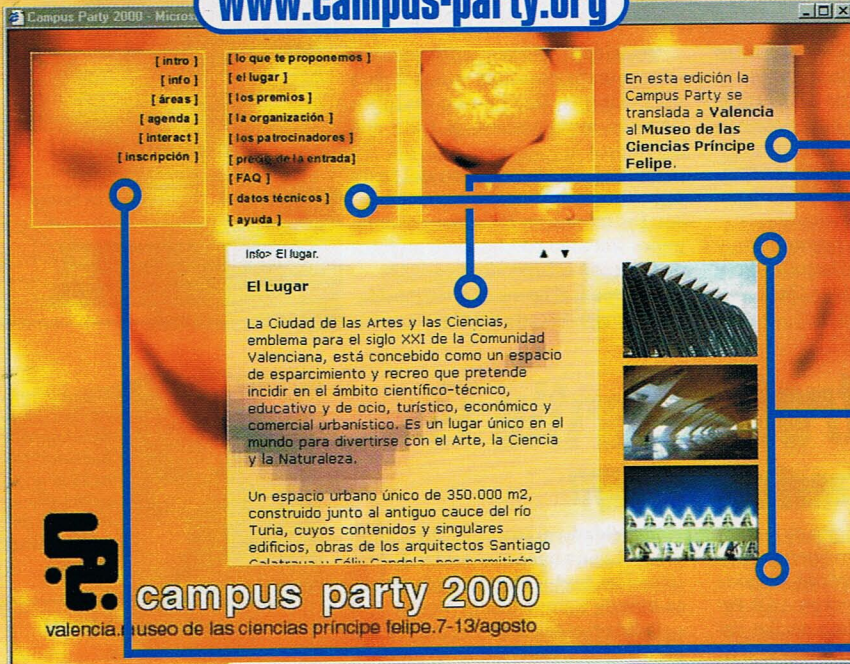 www.campus-party.org
Campus Party 2000 - Micros
[ intro ]
[ info ]
[ áreas ]
[ agenda ]
[ interact ]
[ inscripción ]
[ lo que te proponemos ]
[ el lugar ]
[ los premios ]
[ la organización ]
[ los patrocinadores ]
[ precio de la entrada]
[ FAQ ]
[ datos técnicos ]
[ ayuda ]
En esta edición la
Campus Party se
translada a Valencia
al Museo de las
Ciencias Príncipe
Felipe.
Info> El lugar.
El Lugar
La Ciudad de las Artes y las Ciencias,
emblema para el siglo XXI de la Comunidad
Valenciana, está concebido como un espacio
de esparcimiento y recreo que pretende
incidir en el ámbito científico-técnico,
educativo y de ocio, turístico, económico y
comercial urbanístico. Es un lugar único en el
mundo para divertirse con el Arte, la Ciencia
y la Naturaleza.
Un espacio urbano único de 350.000 m2,
construido junto al antiguo cauce del río
Turia, cuyos contenidos y singulares
edificios, obras de los arquitectos Santiago
Calatrava y Féliu Candela, nos permitirán
campus party 2000
valencia.museo de las ciencias príncipe felipe.7-13/agosto